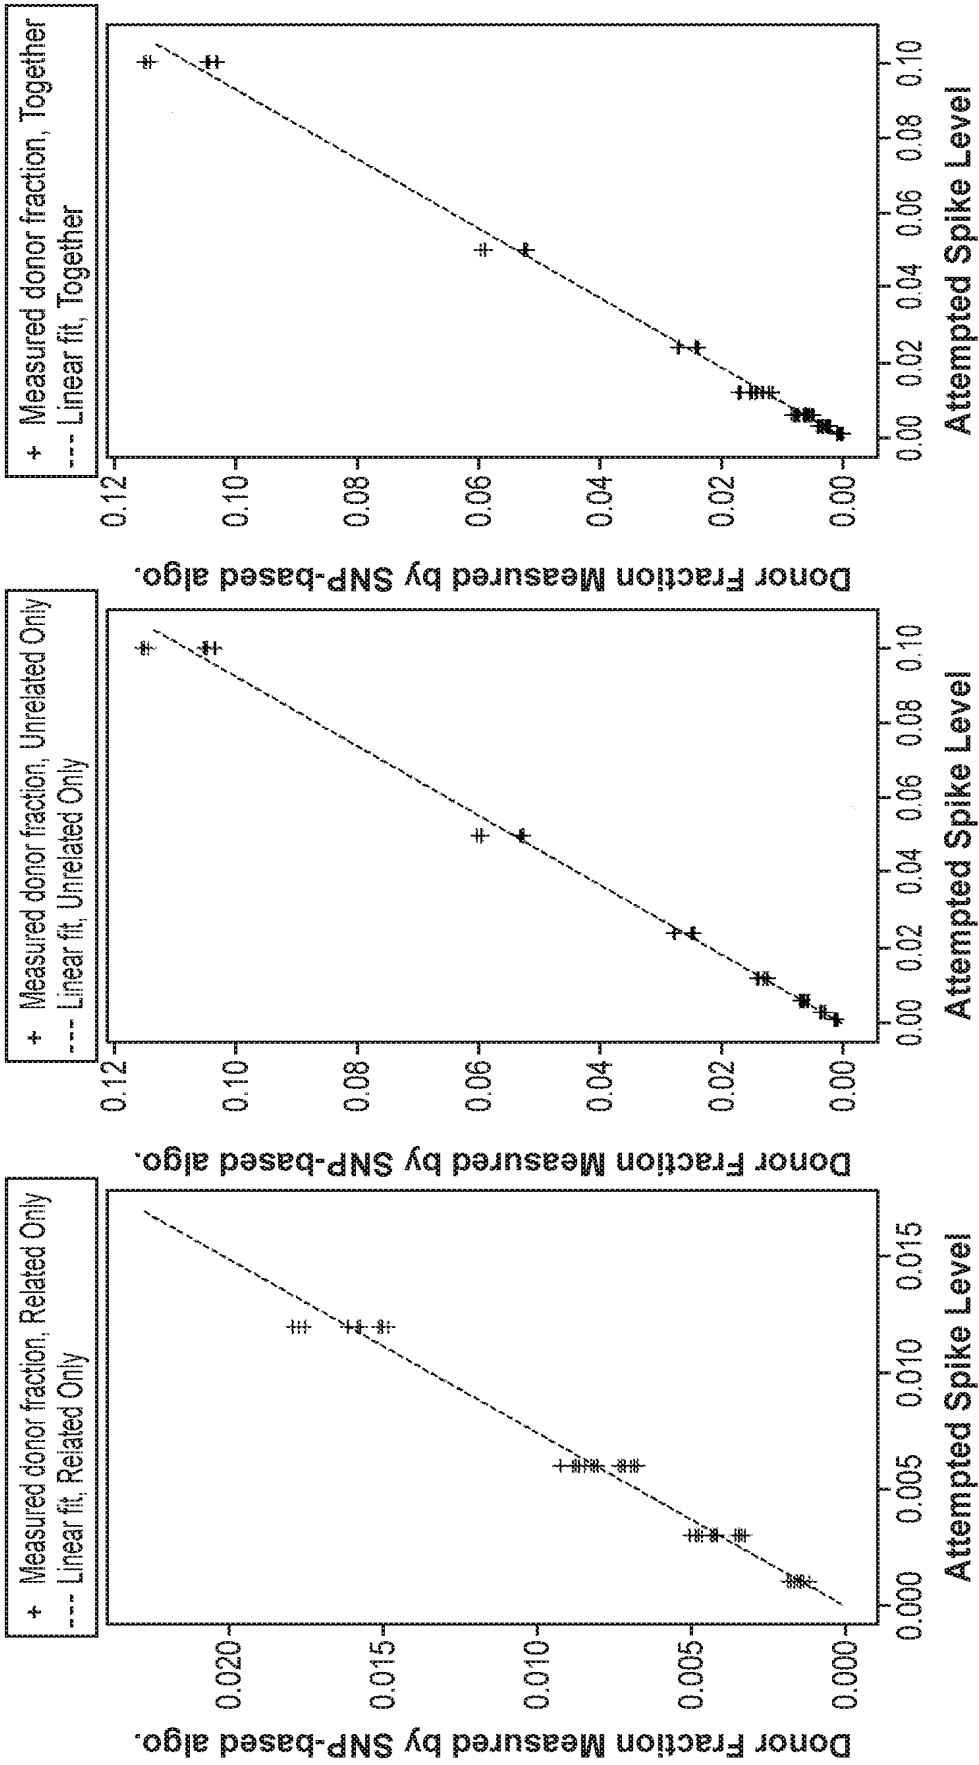 + Measured donor fraction, Related Only
--- Linear fit, Related Only
Donor Fraction Measured by SNP-based algo.
0.020
0.015
0.010
0.005
0.000
0.000
0.005
0.010
0.015
Attempted Spike Level
+ Measured donor fraction, Unrelated Only
--- Linear fit, Unrelated Only
Donor Fraction Measured by SNP-based algo.
0.12
0.10
0.08
0.06
0.04
0.02
0.00
0.00
0.02
0.04
0.06
0.08
0.10
Attempted Spike Level
+ Measured donor fraction, Together
--- Linear fit, Together
Donor Fraction Measured by SNP-based algo.
0.12
0.10
0.08
0.06
0.04
0.02
0.00
0.00
0.02
0.04
0.06
0.08
0.10
Attempted Spike Level